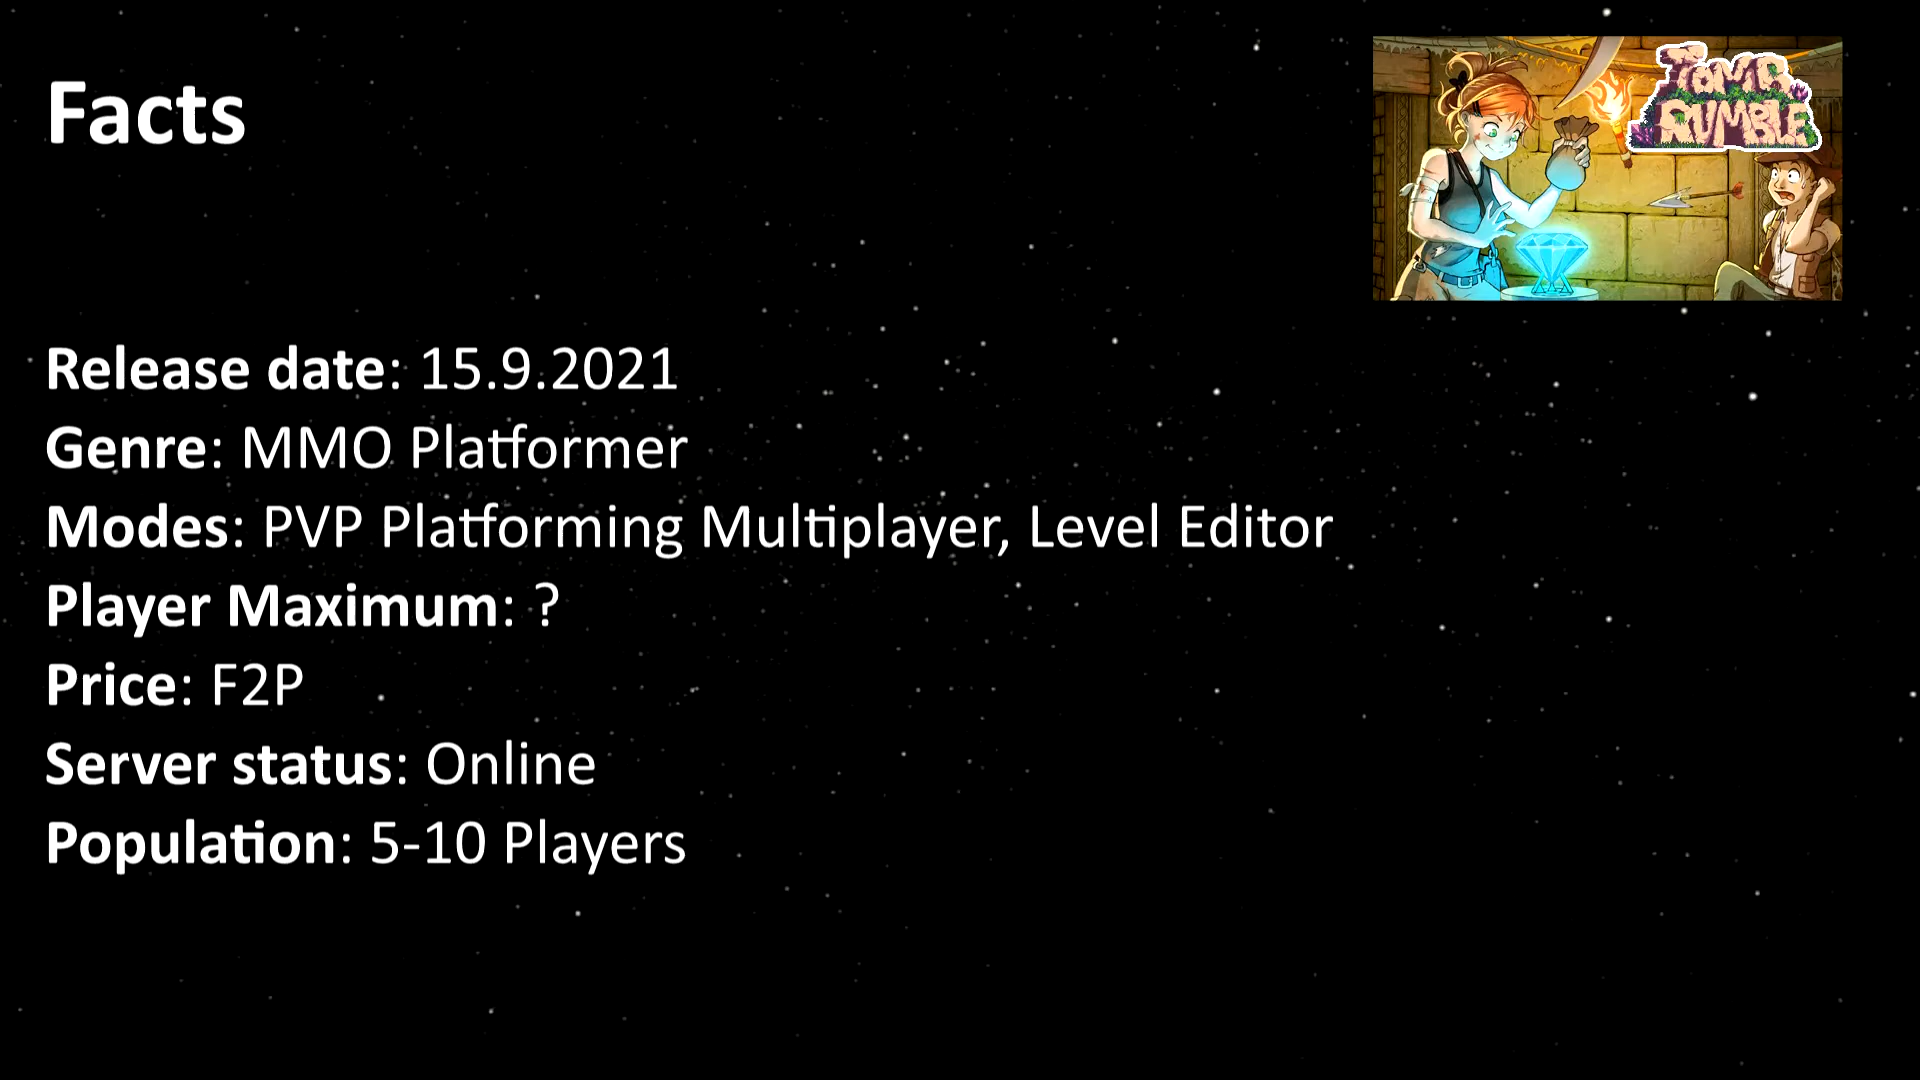 Facts
TOMB
RUMBLE
Release date: 15.9.2021
Genre: MMO Platformer
Modes: PVP Platforming Multiplayer, Level Editor
Player Maximum: ?
Price: F2P
Server status: Online
Population: 5-10 Players